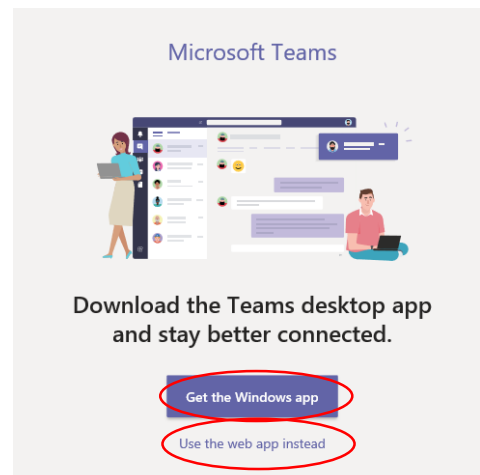 Microsoft Teams
Download the Teams desktop app
and stay better connected.
Get the Windows app
Use the web app instead